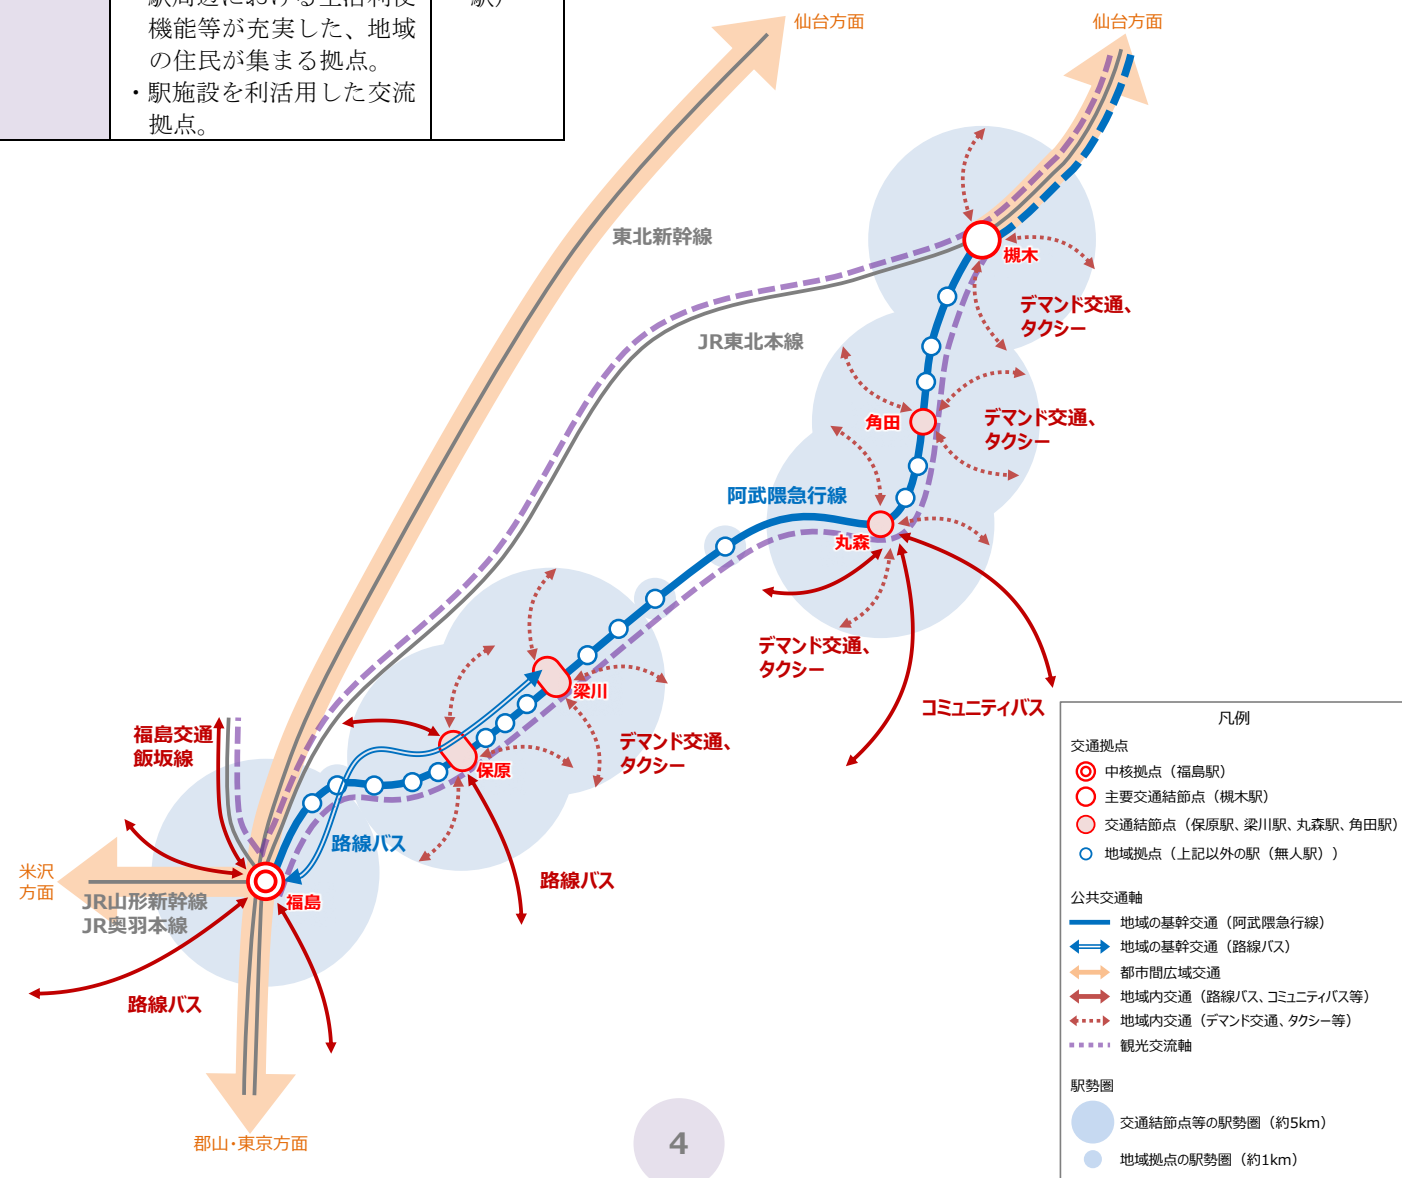 機能等が充実した、地域
の住民が集まる拠点。
・駅施設を利活用した交流
拠点。
仙台方面
仙台方面
東北新幹線
槻木
デマンド交通、
タクシー
JR東北本線
角田
デマンド交通、
タクシー
阿武隈急行線
丸森
デマンド交通、
タクシー
梁川
コミュニティバス
福島交通
飯坂線
保原
デマンド交通、
タクシー
路線バス
米沢
方面
路線バス
福島
JR山形新幹線
JR奥羽本線
路線バス
郡山・東京方面
凡例
交通拠点
中核拠点（福島駅）
主要交通結節点（槻木駅）
交通結節点（保原駅、梁川駅、丸森駅、角田駅）
地域拠点（上記以外の駅（無人駅））
公共交通軸
地域の基幹交通（阿武隈急行線）
地域の基幹交通（路線バス）
都市間広域交通
地域内交通（路線バス、コミュニティバス等）
地域内交通（デマンド交通、タクシー等）
観光交流軸
駅勢圏
交通結節点等の駅勢圏（約5km）
地域拠点の駅勢圏（約1km）
4